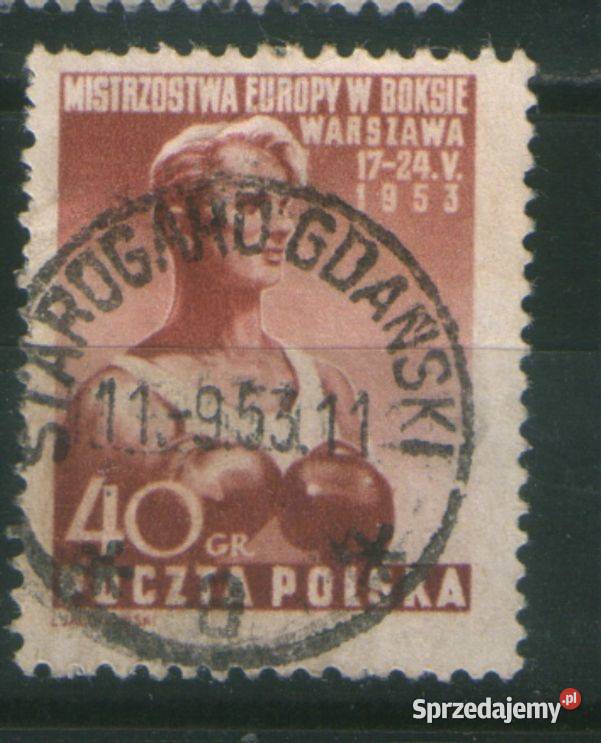 MISTRZOSTWA EUROPY W BOKSIE
WARSZAWA
17-24.V.
1953
STAROGARD GDAŃSKI
11.-9.53.11
40 GR.
POCZTA POLSKA
Sprzedajemy.pl